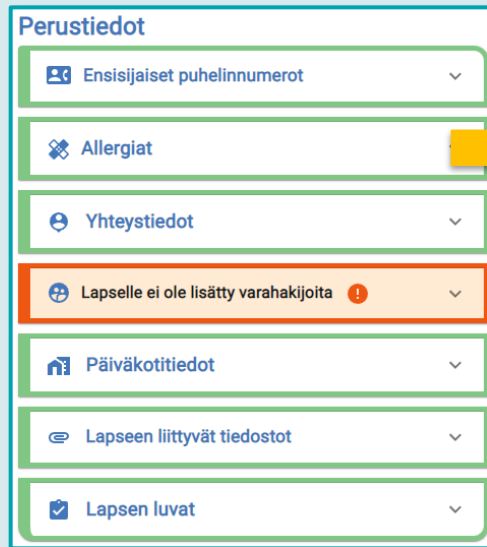 Perustiedot
Ensisijaiset puhelinnumerot
Allergiat
Yhteystiedot
Lapselle ei ole lisätty varahakijoita
Päiväkotitiedot
Lapseen liittyvät tiedostot
Lapsen luvat